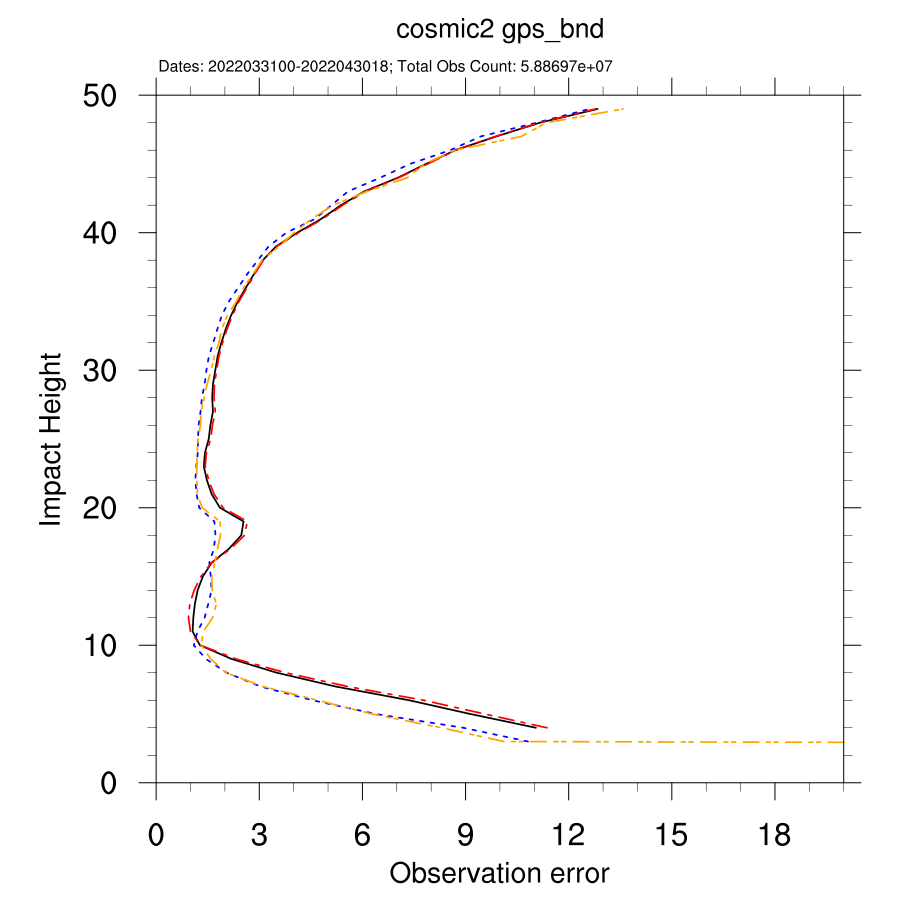 cosmic2 gps_bnd
Dates: 2022033100-2022043018; Total Obs Count: 5.88697e+07
50
40
30
20
10
0
Impact Height
0 3 6 9 12 15 18
Observation error